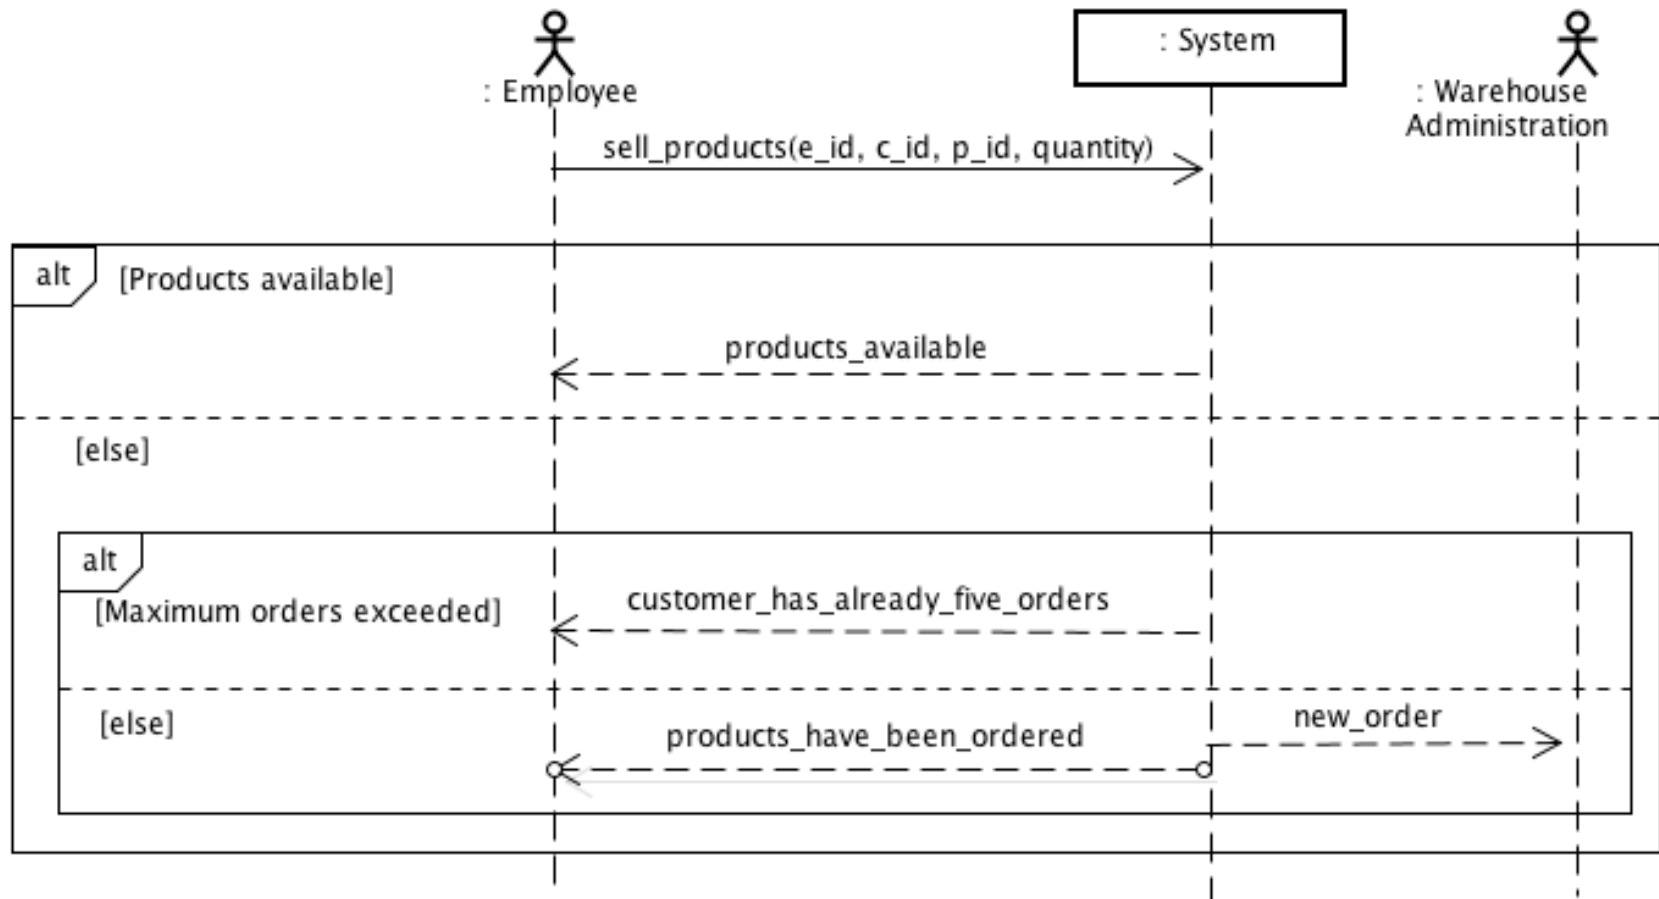 : Employee
: System
: Warehouse
Administration
sell_products(e_id, c_id, p_id, quantity)
alt
[Products available]
products_available
[else]
alt
[Maximum orders exceeded]
customer_has_already_five_orders
[else]
products_have_been_ordered
new_order